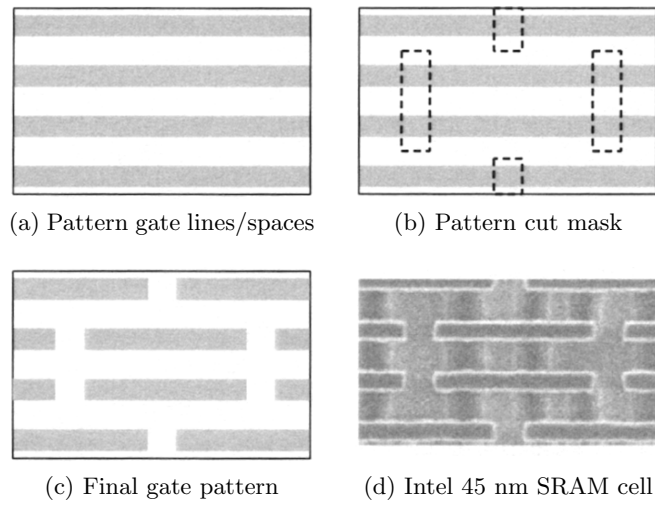 (a) Pattern gate lines/spaces
(b) Pattern cut mask
(c) Final gate pattern
(d) Intel 45 nm SRAM cell